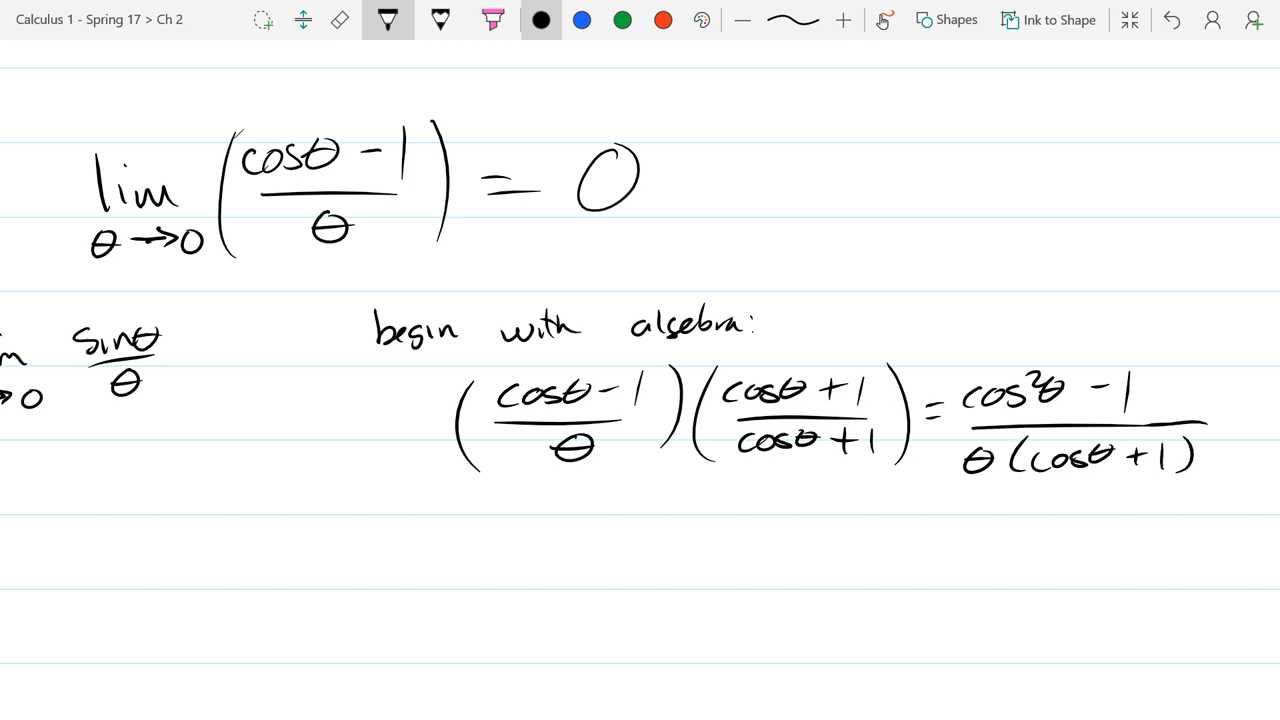 Calculus 1 - Spring 17 > Ch 2
Shapes
Ink to Shape
lim θ→0 (cosθ - 1 / θ) = 0
m →0 sinθ / θ
begin with algebra:
(cosθ - 1 / θ)(cosθ + 1 / cosθ + 1) = cos²θ - 1 / θ(cosθ + 1)